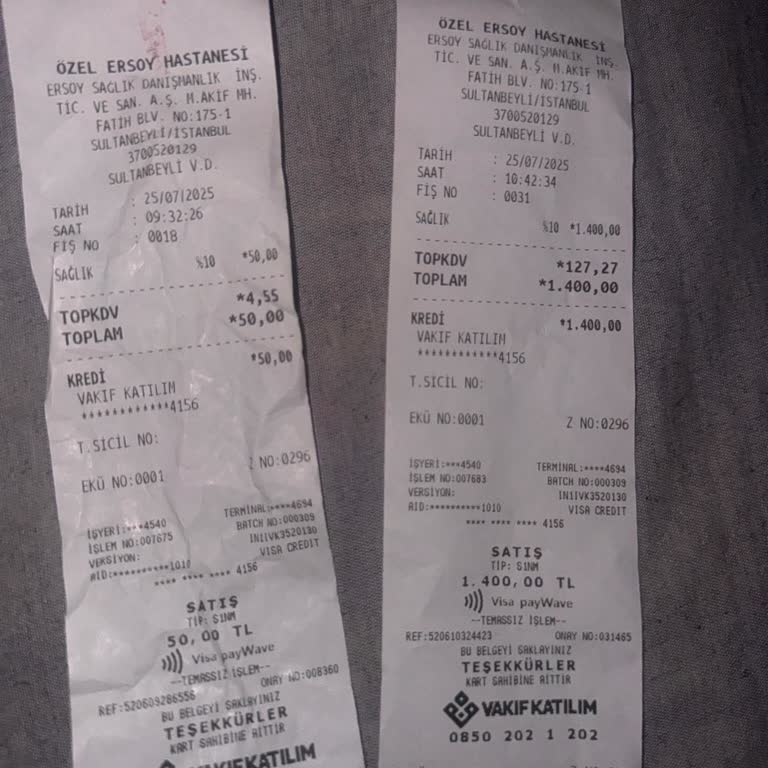 ÖZEL ERSOY HASTANESİ
ERSOY SAĞLIK DANIŞMANLIK İNŞ.
TİC. VE SAN. A.Ş. M.AKİF MH.
FATİH BLV. NO:175-1
SULTANBEYLİ/İSTANBUL
3700520129
SULTANBEYLİ V.D.
TARİH : 25/07/2025
SAAT : 09:32:26
FİŞ NO : 0018
SAĞLIK %10 *50,00
TOPKDV *4,55
TOPLAM *50,00
KREDİ *50,00
VAKIF KATILIM
************4156
T.SİCİL NO:
EKÜ NO:0001 Z NO:0296
İŞYERİ:***4540 TERMİNAL:****4694
İŞLEM NO:007675 BATCH NO:000309
VERSİYON: IN1IVK3520130
AID:**********1010 VISA CREDIT
**** **** **** 4156
SATIŞ
TİP: SINM
50,00 TL
Visa payWave
--TEMASSIZ İŞLEM--
REF:520609286556 ONAY NO:008360
BU BELGEYİ SAKLAYINIZ
TEŞEKKÜRLER
KART SAHİBİNE AİTTİR
VAKIFKATILIM
ÖZEL ERSOY HASTANESİ
ERSOY SAĞLIK DANIŞMANLIK İNŞ.
TİC. VE SAN. A.Ş. M.AKİF MH.
FATİH BLV. NO:175-1
SULTANBEYLİ/İSTANBUL
3700520129
SULTANBEYLİ V.D.
TARİH : 25/07/2025
SAAT : 10:42:34
FİŞ NO : 0031
SAĞLIK %10 *1.400,00
TOPKDV *127,27
TOPLAM *1.400,00
KREDİ *1.400,00
VAKIF KATILIM
************4156
T.SİCİL NO:
EKÜ NO:0001 Z NO:0296
İŞYERİ:***4540 TERMİNAL:****4694
İŞLEM NO:007683 BATCH NO:000309
VERSİYON: IN1IVK3520130
AID:**********1010 VISA CREDIT
**** **** **** 4156
SATIŞ
TİP: SINM
1.400,00 TL
Visa payWave
--TEMASSIZ İŞLEM--
REF:520610324423 ONAY NO:031465
BU BELGEYİ SAKLAYINIZ
TEŞEKKÜRLER
KART SAHİBİNE AİTTİR
VAKIFKATILIM
0850 202 1 202